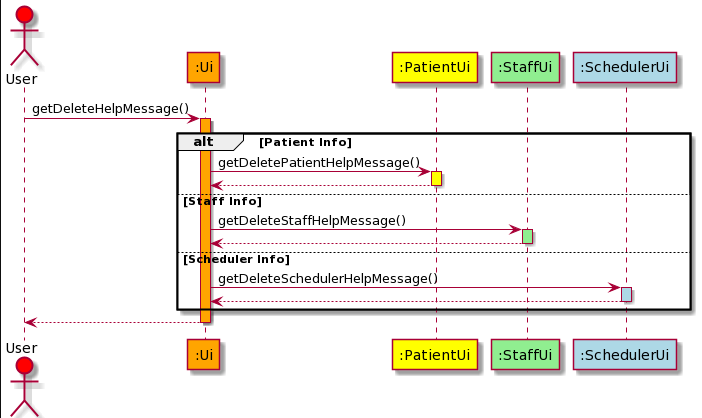 User
:Ui
:PatientUi
:StaffUi
:SchedulerUi
getDeleteHelpMessage()
alt
[Patient Info]
getDeletePatientHelpMessage()
[Staff Info]
getDeleteStaffHelpMessage()
[Scheduler Info]
getDeleteSchedulerHelpMessage()
User
:Ui
:PatientUi
:StaffUi
:SchedulerUi